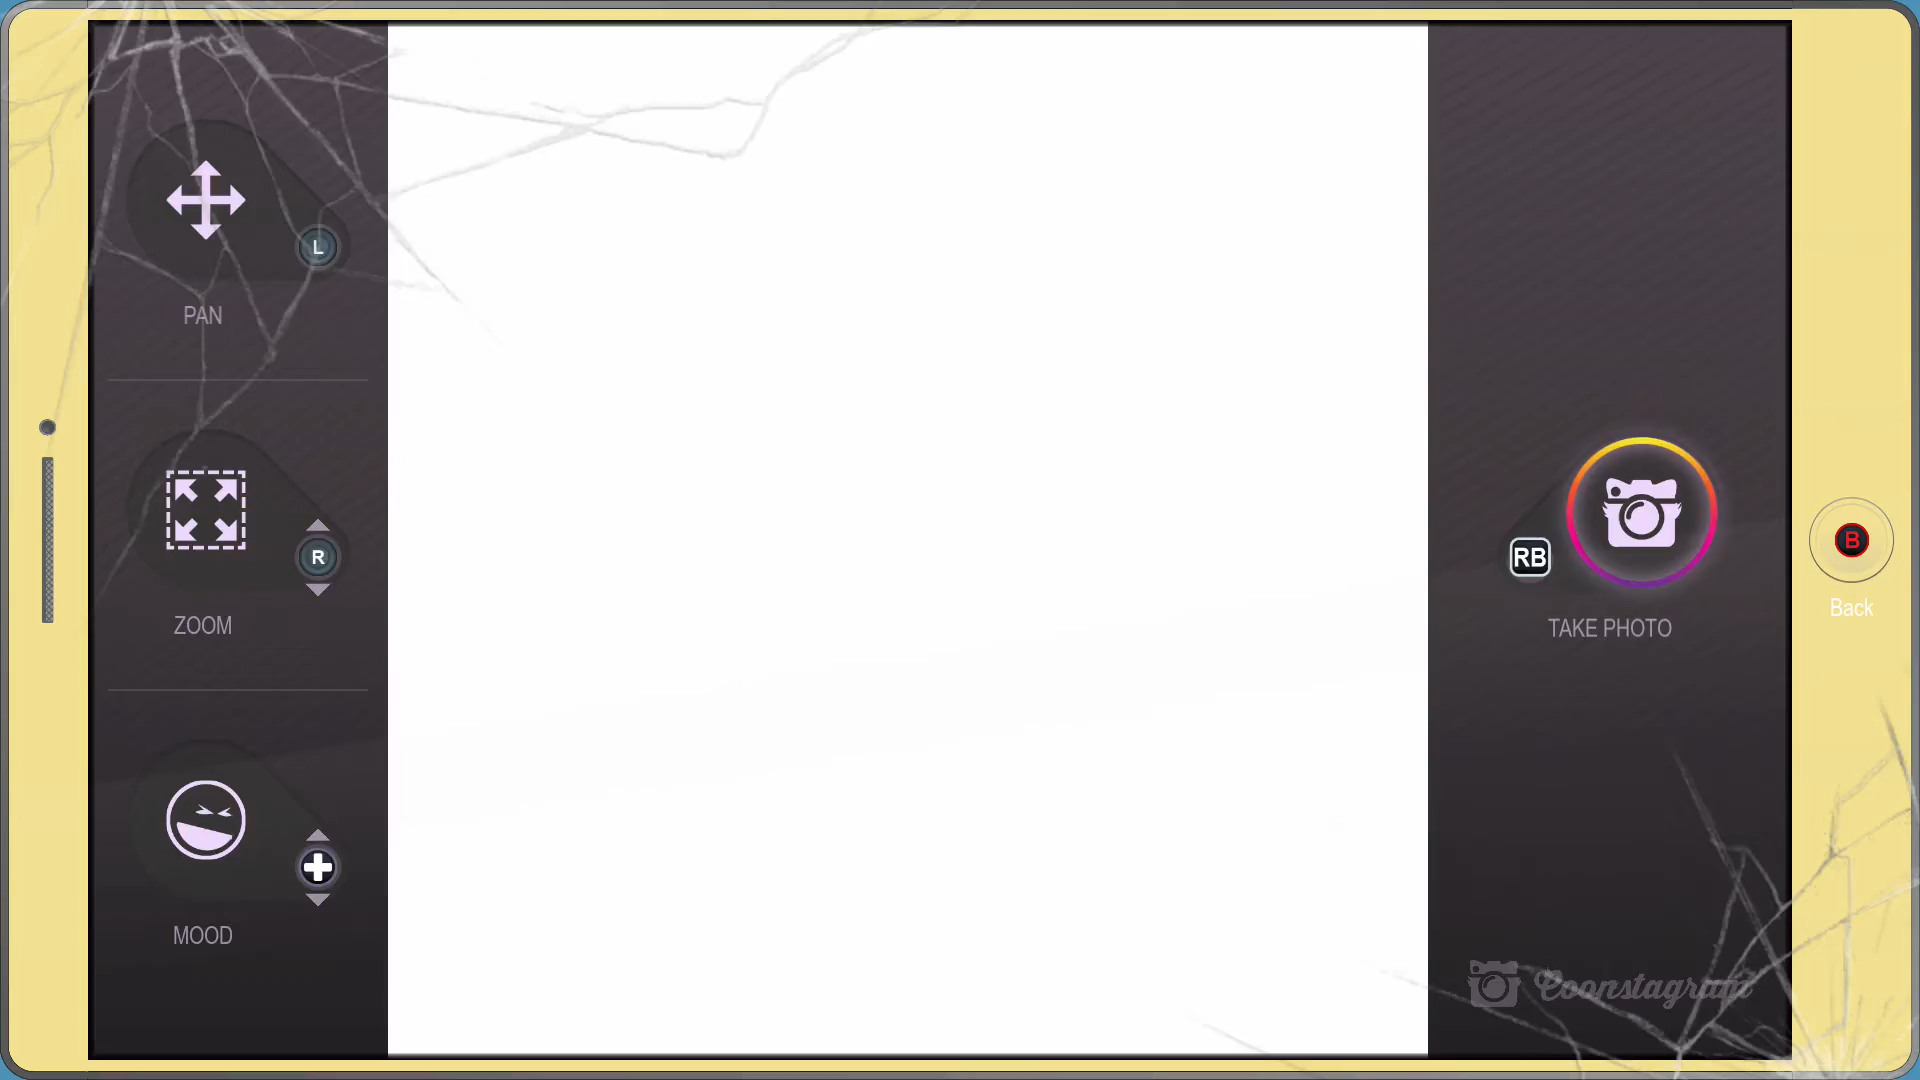 L
PAN
R
ZOOM
MOOD
RB
TAKE PHOTO
B
Back
Coonstagram